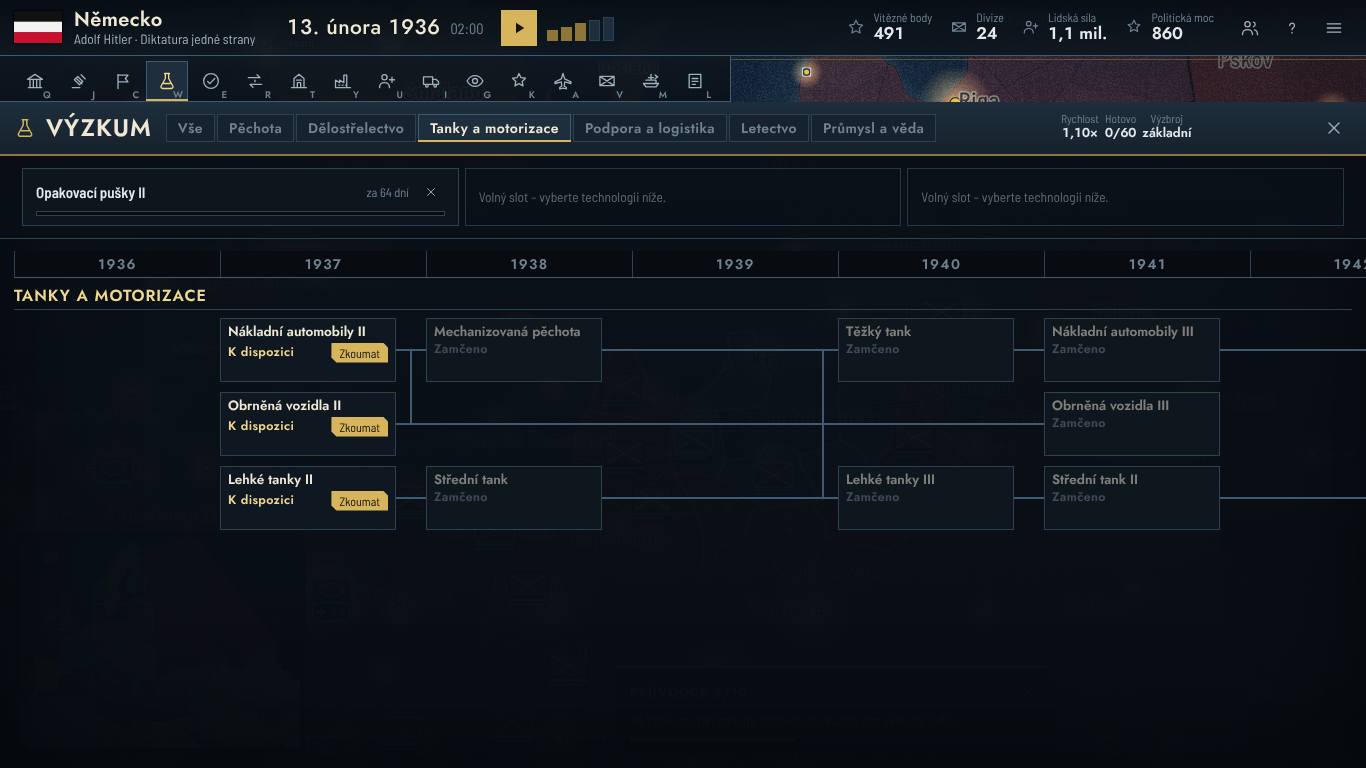 Německo
Adolf Hitler · Diktatura jedné strany
13. února 1936 02:00
Vítězné body
491
Divize
24
Lidská síla
1,1 mil.
Politická moc
860
?
Q J C W E R T Y U O I G K A V M L
Pskov
Riga
VÝZKUM
Vše
Pěchota
Dělostřelectvo
Tanky a motorizace
Podpora a logistika
Letectvo
Průmysl a věda
Rychlost Hotovo Výzbroj
1,10× 0/60 základní
Opakovací pušky II
za 64 dní
Volný slot – vyberte technologii níže.
Volný slot – vyberte technologii níže.
1936 1937 1938 1939 1940 1941 1942
TANKY A MOTORIZACE
Nákladní automobily II
K dispozici
Zkoumat
Mechanizovaná pěchota
Zamčeno
Těžký tank
Zamčeno
Nákladní automobily III
Zamčeno
Obrněná vozidla II
K dispozici
Zkoumat
Obrněná vozidla III
Zamčeno
Lehké tanky II
K dispozici
Zkoumat
Střední tank
Zamčeno
Lehké tanky III
Zamčeno
Střední tank II
Zamčeno